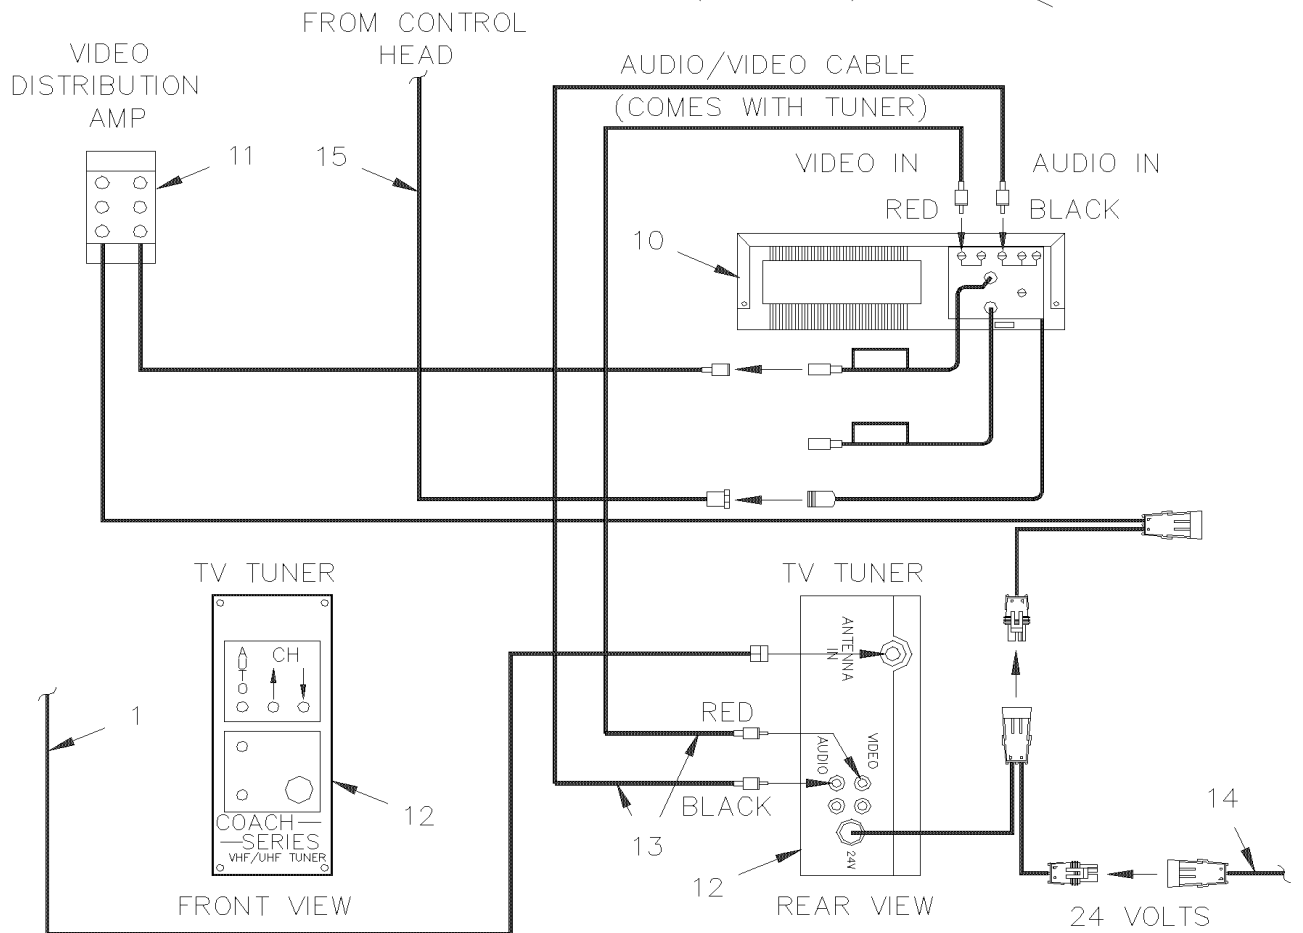 FROM CONTROL
HEAD
VIDEO
DISTRIBUTION
AMP
AUDIO/VIDEO CABLE
(COMES WITH TUNER)
11
15
VIDEO IN
AUDIO IN
RED
BLACK
10
TV TUNER
TV TUNER
AUTO
CH
ANTENNA
IN
1
RED
AUDIO
VIDEO
12
BLACK
14
COACH
SERIES
VHF/UHF TUNER
13
12
24V
FRONT VIEW
REAR VIEW
24 VOLTS